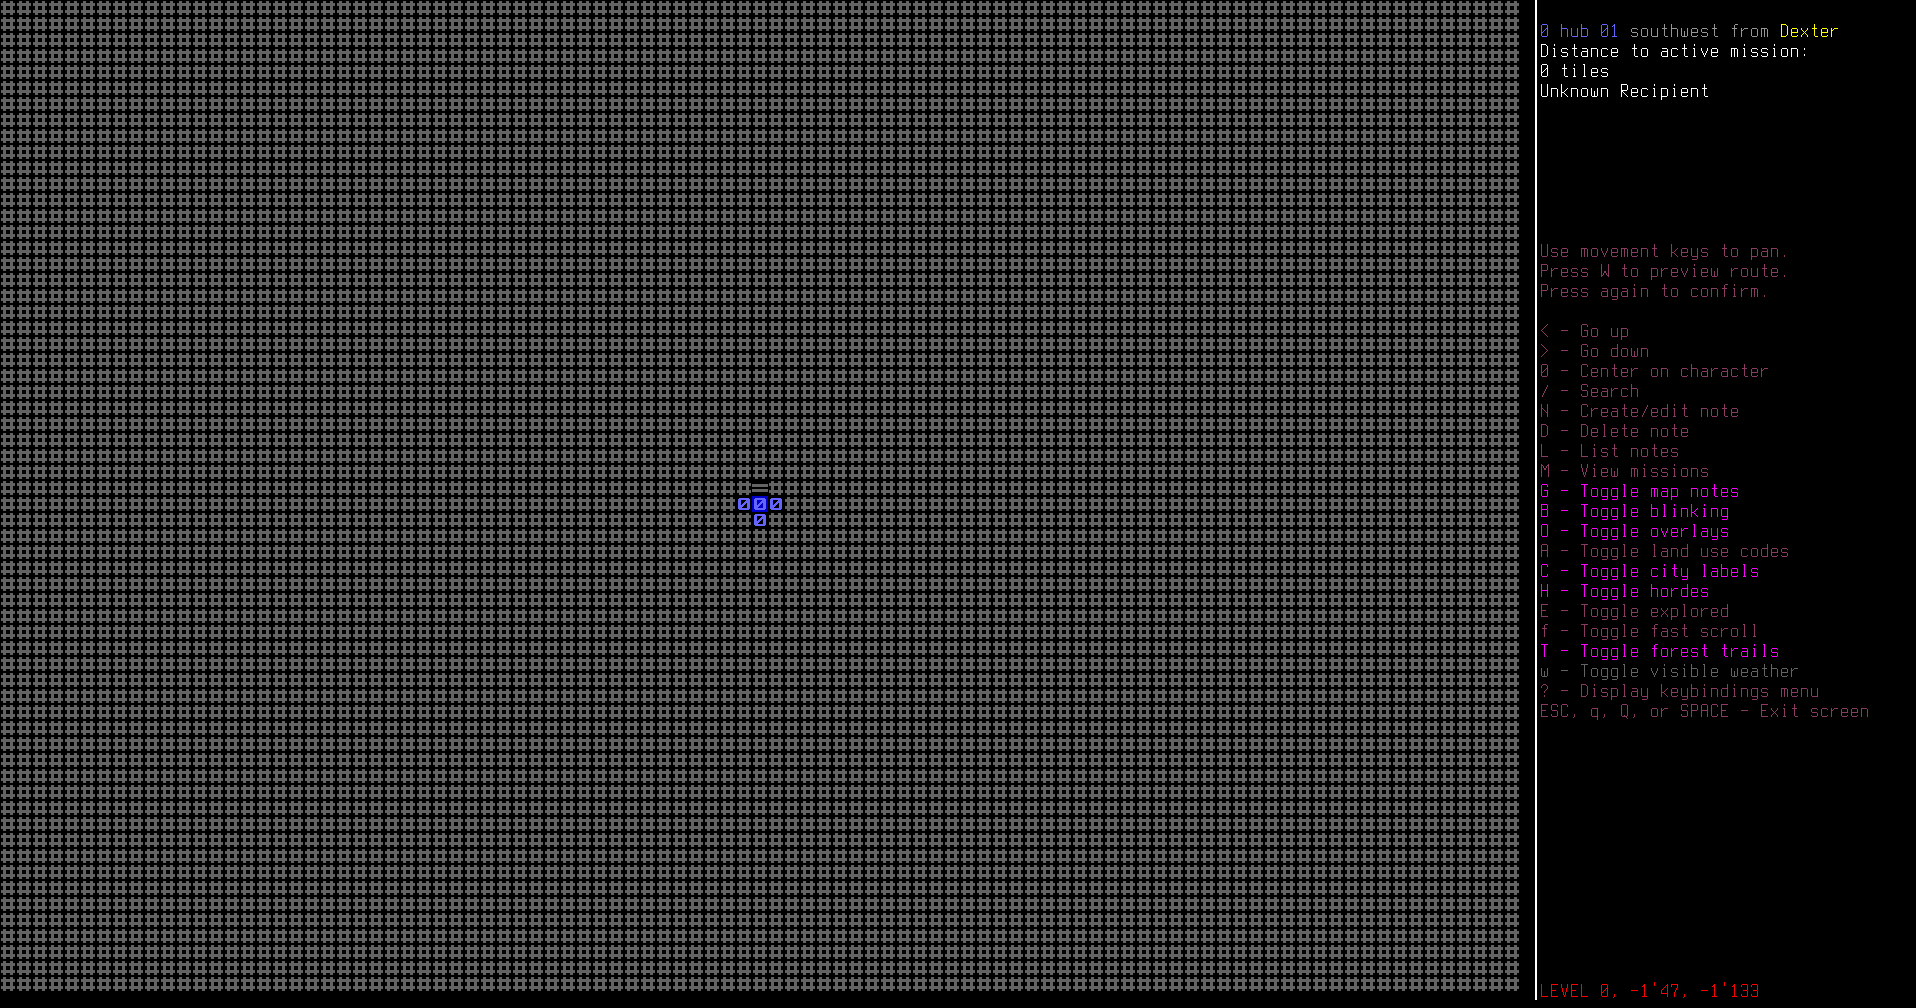 0 hub 01 southwest from Dexter
Distance to active mission:
0 tiles
Unknown Recipient
Use movement keys to pan.
Press W to preview route.
Press again to confirm.
< - Go up
> - Go down
0 - Center on character
/ - Search
N - Create/edit note
D - Delete note
L - List notes
M - View missions
G - Toggle map notes
B - Toggle blinking
O - Toggle overlays
A - Toggle land use codes
C - Toggle city labels
H - Toggle hordes
E - Toggle explored
f - Toggle fast scroll
T - Toggle forest trails
w - Toggle visible weather
? - Display keybindings menu
ESC, q, Q, or SPACE - Exit screen
000
0
LEVEL 0, -1'47, -1'133